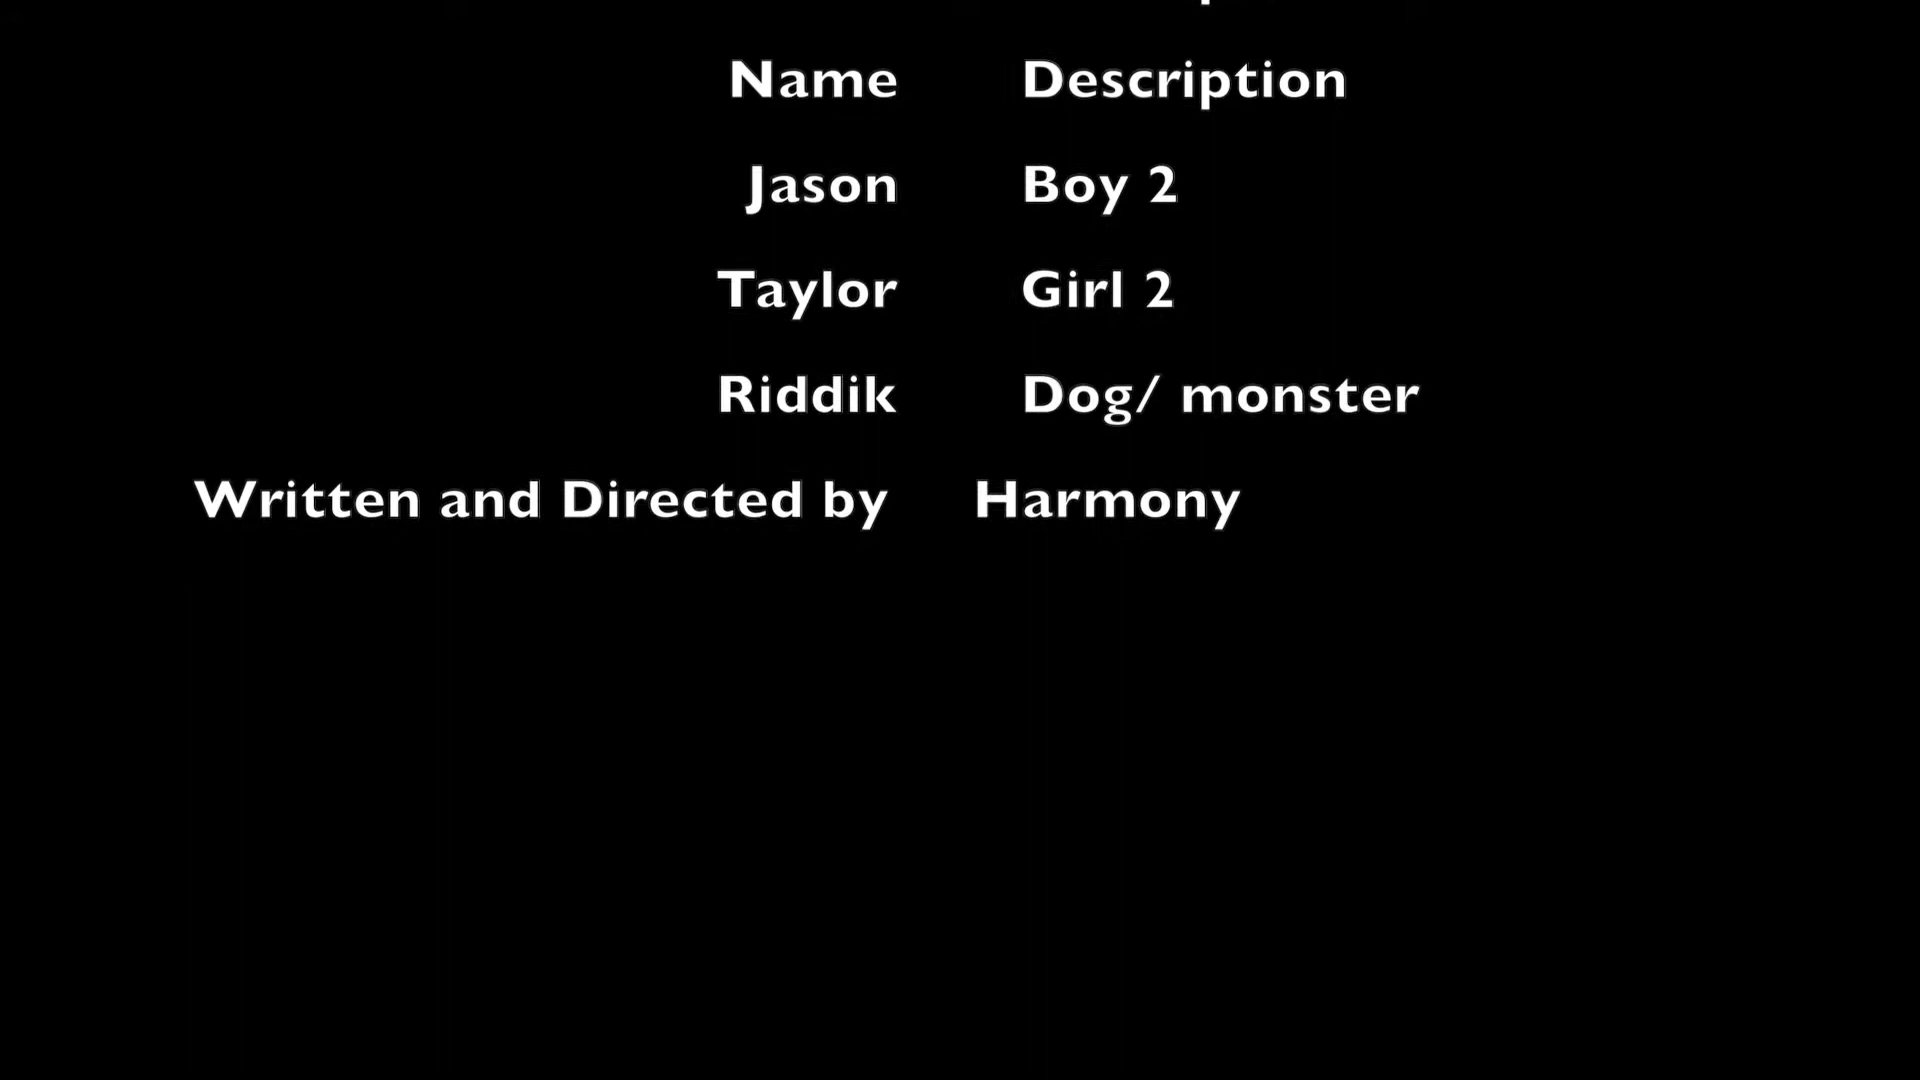 Name Description
Jason Boy 2
Taylor Girl 2
Riddik Dog/ monster
Written and Directed by Harmony